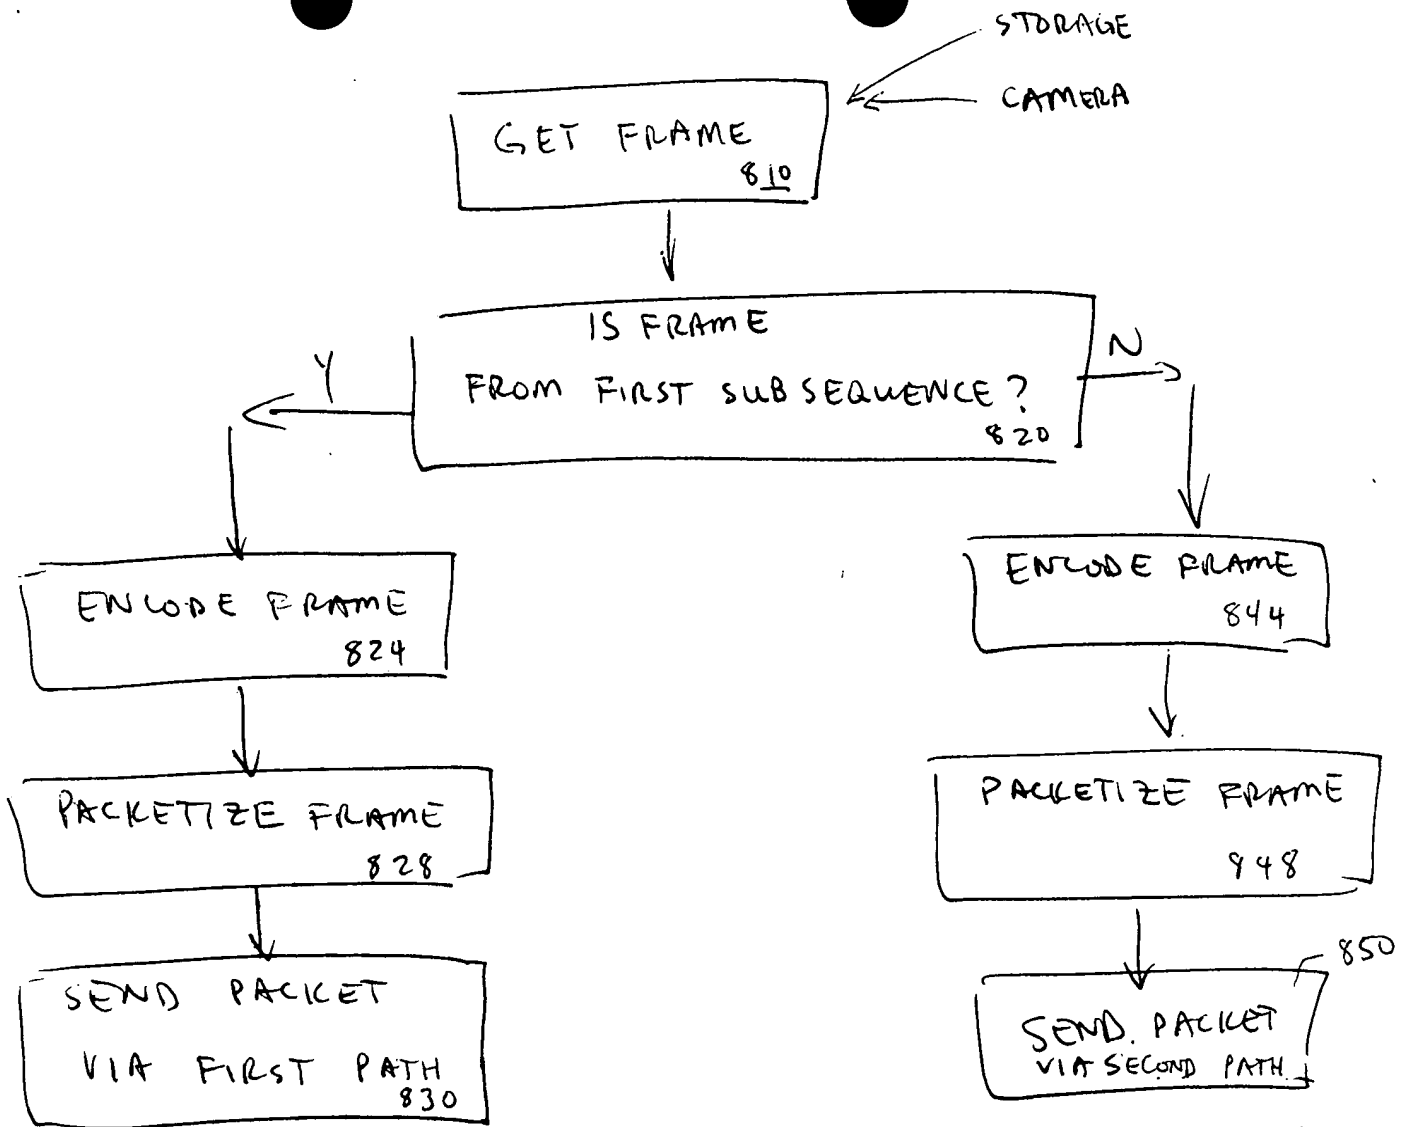 STORAGE
CAMERA
GET FRAME
810
IS FRAME
FROM FIRST SUBSEQUENCE?
820
Y
N
ENCODE FRAME
824
ENCODE FRAME
844
PACKETIZE FRAME
828
PACKETIZE FRAME
848
SEND PACKET
VIA FIRST PATH
830
850
SEND PACKET
VIA SECOND PATH